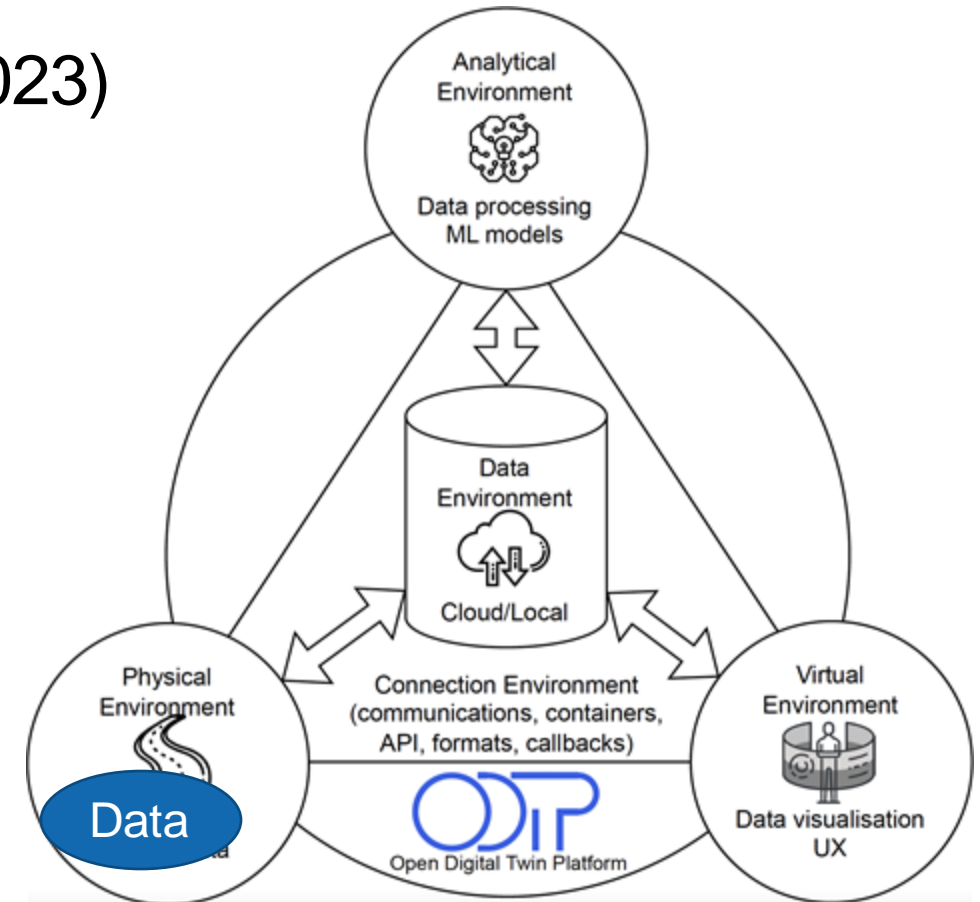 023)
Analytical
Environment
Data processing
ML models
Data
Environment
Cloud/Local
Physical
Environment
Data
Connection Environment
(communications, containers,
API, formats, callbacks)
Virtual
Environment
Data visualisation
UX
ODTP
Open Digital Twin Platform